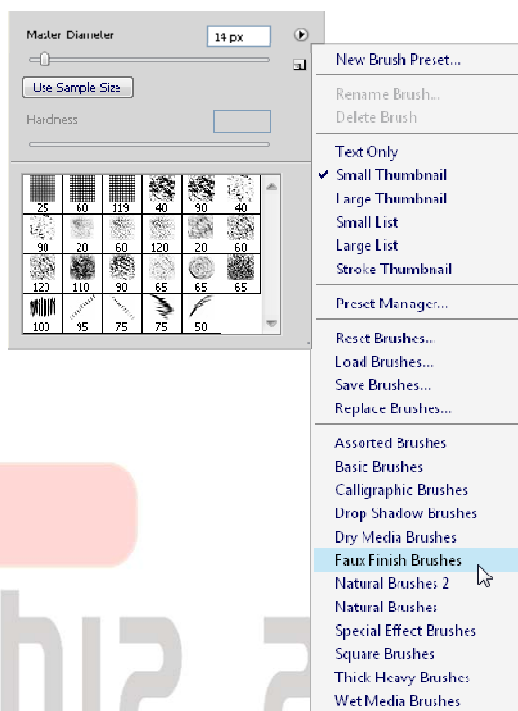 Master Diameter
14 px
Use Sample Size
Hardness
25 60 119 40 90 40
90 20 60 120 20 60
120 110 90 65 65 65
100 95 75 75 50
New Brush Preset...
Rename Brush...
Delete Brush
Text Only
Small Thumbnail
Large Thumbnail
Small List
Large List
Stroke Thumbnail
Preset Manager...
Reset Brushes...
Load Brushes...
Save Brushes...
Replace Brushes...
Assorted Brushes
Basic Brushes
Calligraphic Brushes
Drop Shadow Brushes
Dry Media Brushes
Faux Finish Brushes
Natural Brushes 2
Natural Brushes
Special Effect Brushes
Square Brushes
Thick Heavy Brushes
Wet Media Brushes